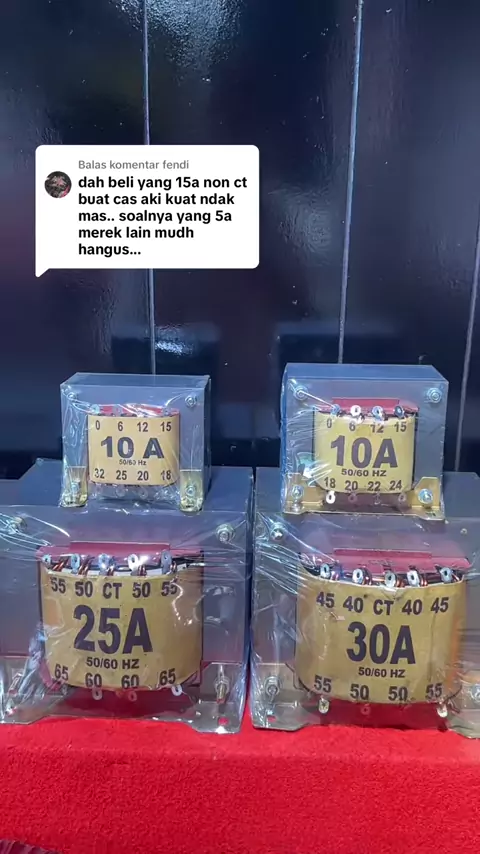 Balas komentar fendi
dah beli yang 15a non ct
buat cas aki kuat ndak
mas.. soalnya yang 5a
merek lain mudh
hangus...
0 6 12 15
10 A
50/60 HZ
32 25 20 18
0 6 12 15
10A
50/60 HZ
18 20 22 24
55 50 CT 50 55
25A
50/60 HZ
65 60 60 65
45 40 CT 40 45
30A
50/60 HZ
55 50 50 55